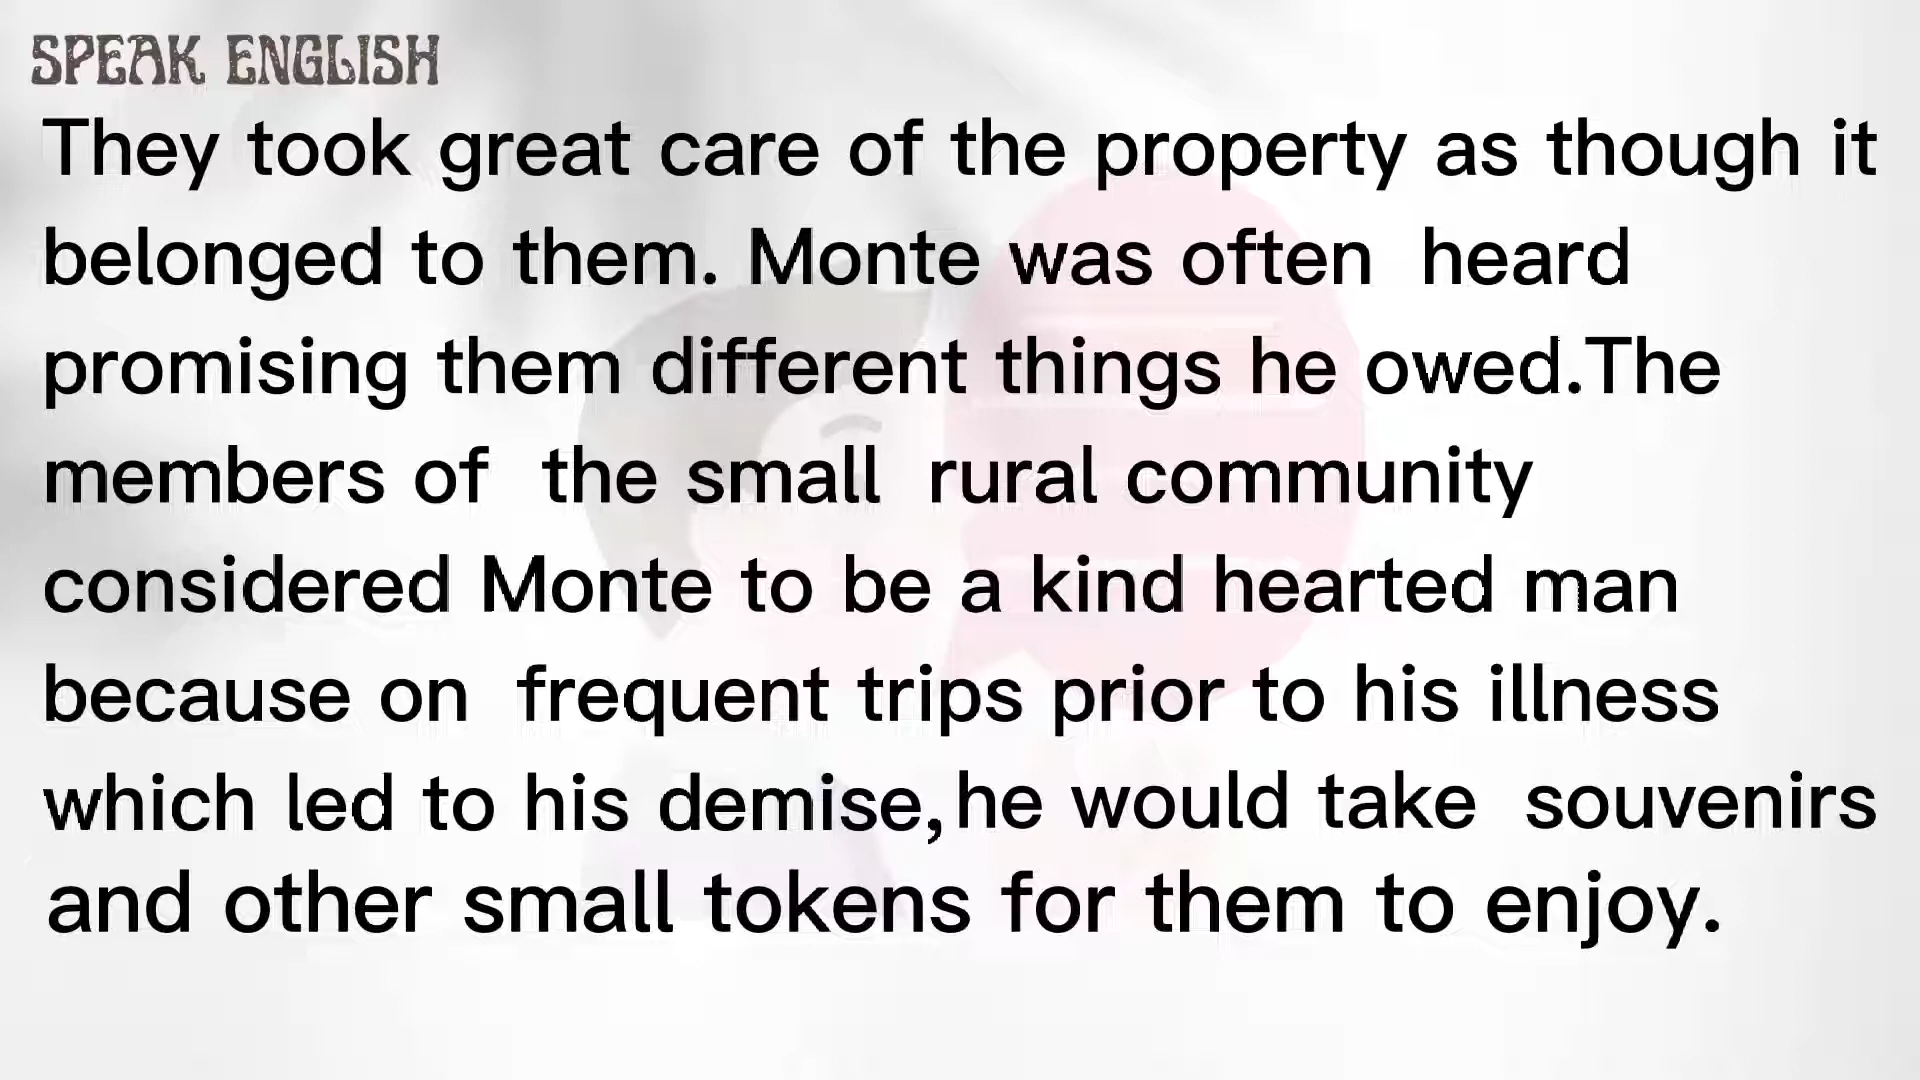 SPEAK ENGLISH
They took great care of the property as though it
belonged to them. Monte was often heard
promising them different things he owed.The
members of the small rural community
considered Monte to be a kind hearted man
because on frequent trips prior to his illness
which led to his demise,he would take souvenirs
and other small tokens for them to enjoy.